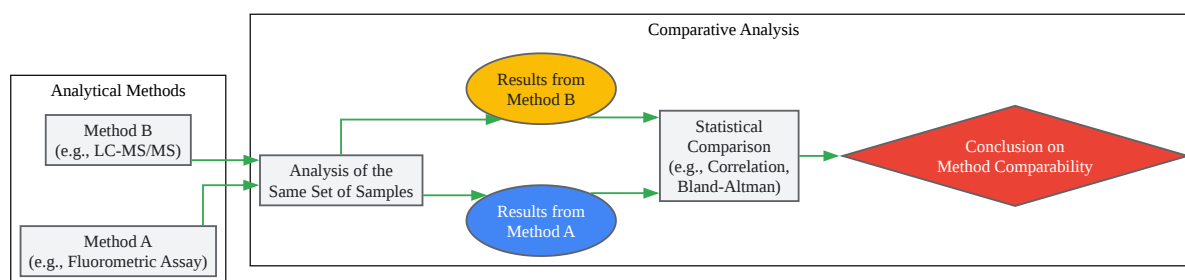 Comparative Analysis
Analytical Methods
Method B
(e.g., LC-MS/MS)
Method A
(e.g., Fluorometric Assay)
Analysis of the
Same Set of Samples
Results from
Method B
Results from
Method A
Statistical
Comparison
(e.g., Correlation,
Bland-Altman)
Conclusion on
Method Comparability